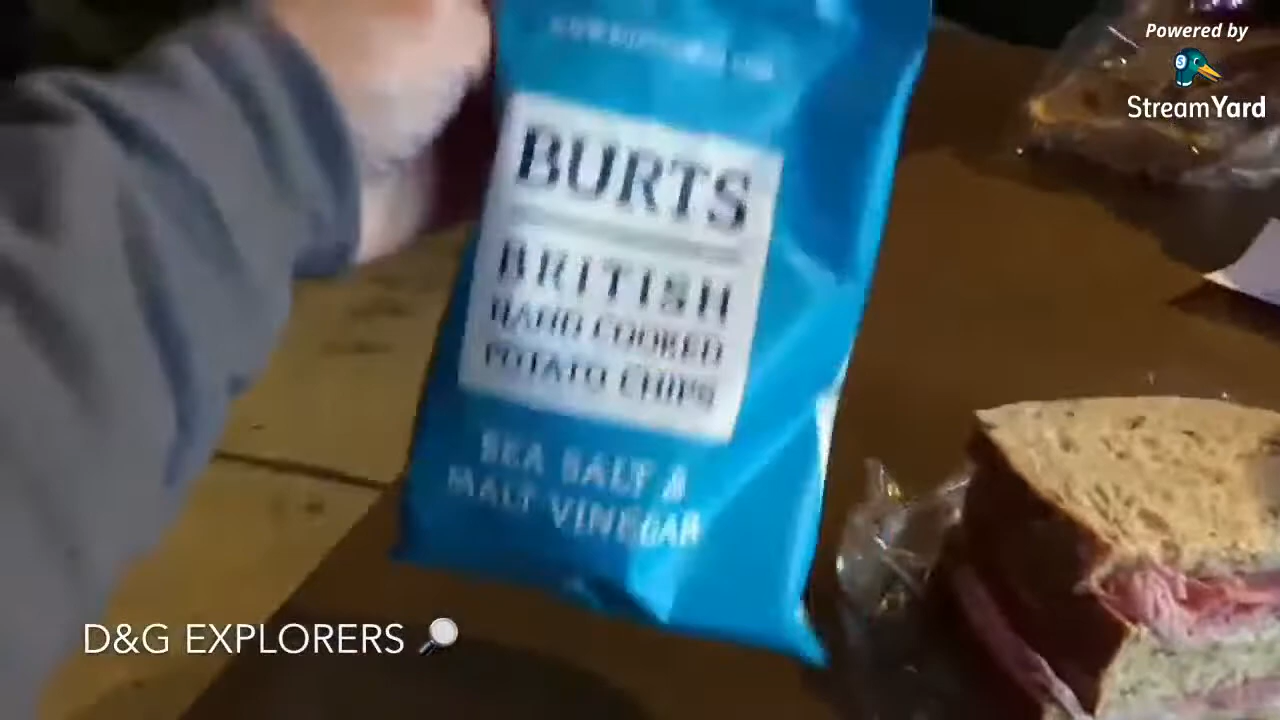 Powered by
StreamYard
BURTS
BRITISH
HAND COOKED
POTATO CHIPS
SEA SALT &
MALT VINEGAR
D&G EXPLORERS